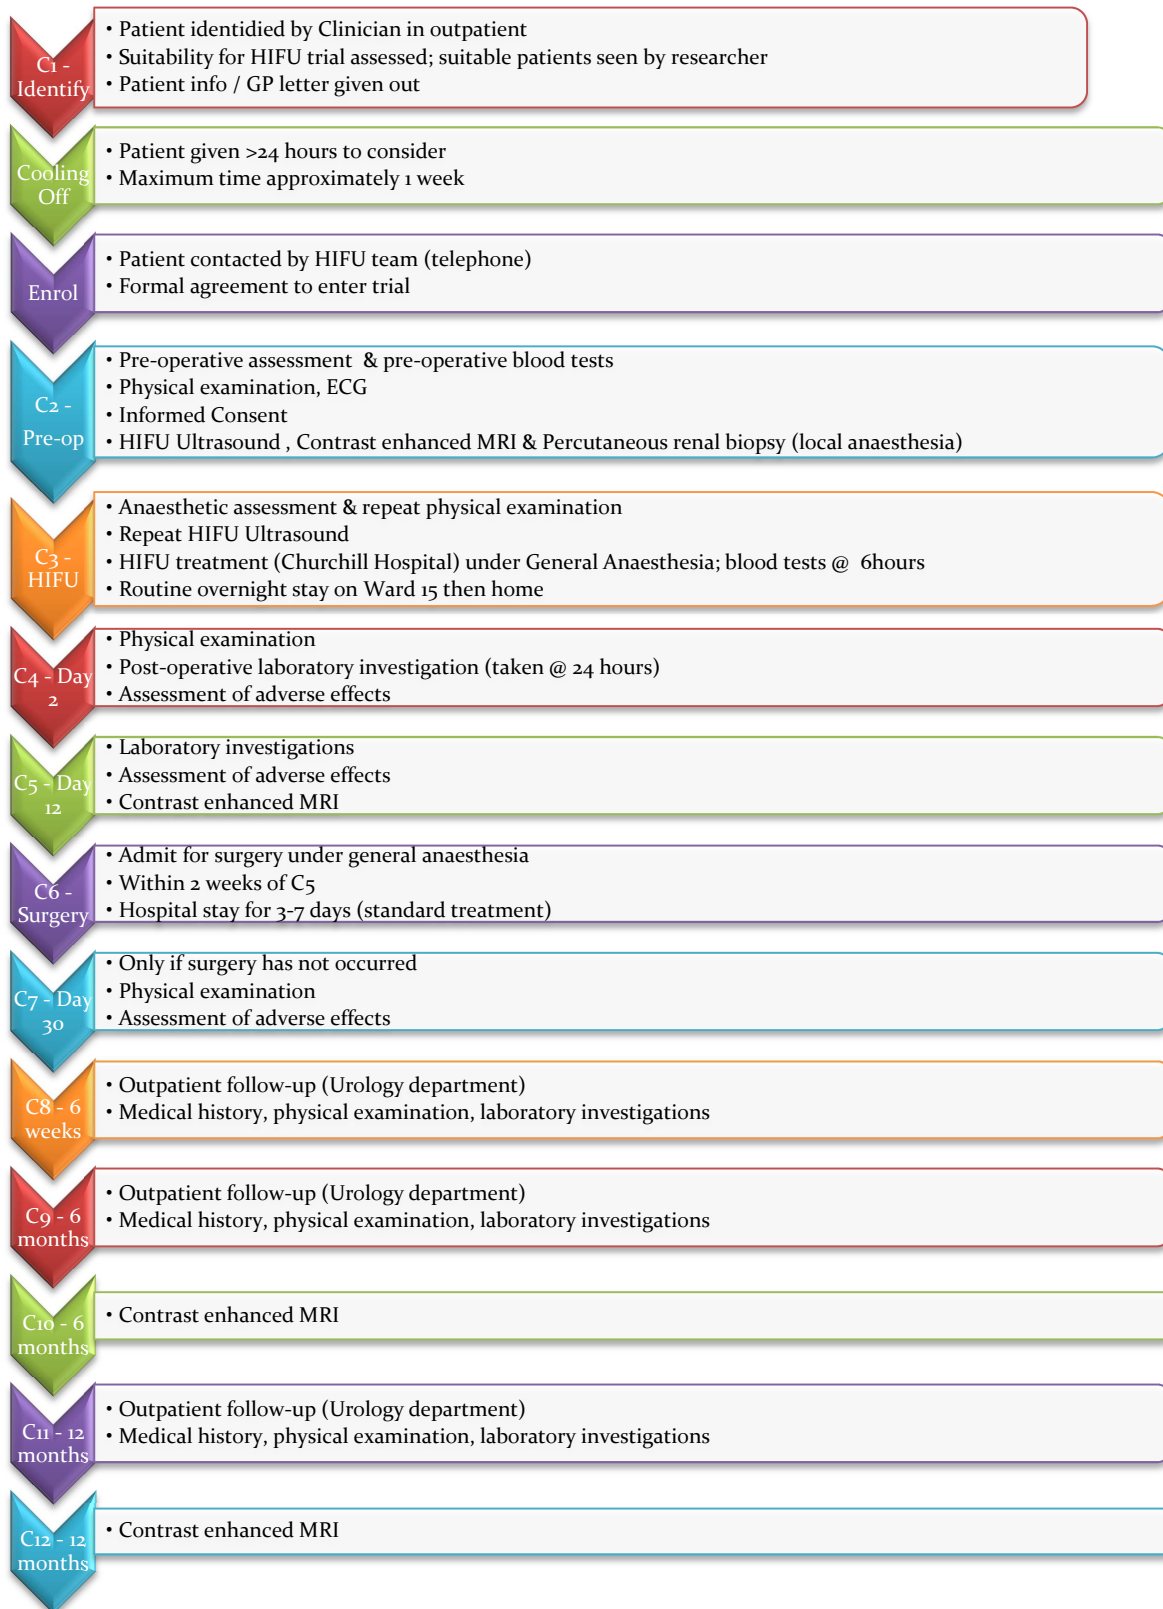 C1 -
Identify
• Patient identidied by Clinician in outpatient
• Suitability for HIFU trial assessed; suitable patients seen by researcher
• Patient info / GP letter given out
Cooling
Off
• Patient given >24 hours to consider
• Maximum time approximately 1 week
Enrol
• Patient contacted by HIFU team (telephone)
• Formal agreement to enter trial
C2 -
Pre-op
• Pre-operative assessment & pre-operative blood tests
• Physical examination, ECG
• Informed Consent
• HIFU Ultrasound , Contrast enhanced MRI & Percutaneous renal biopsy (local anaesthesia)
C3 -
HIFU
• Anaesthetic assessment & repeat physical examination
• Repeat HIFU Ultrasound
• HIFU treatment (Churchill Hospital) under General Anaesthesia; blood tests @ 6hours
• Routine overnight stay on Ward 15 then home
C4 - Day
2
• Physical examination
• Post-operative laboratory investigation (taken @ 24 hours)
• Assessment of adverse effects
C5 - Day
12
• Laboratory investigations
• Assessment of adverse effects
• Contrast enhanced MRI
C6 -
Surgery
• Admit for surgery under general anaesthesia
• Within 2 weeks of C5
• Hospital stay for 3-7 days (standard treatment)
C7 - Day
30
• Only if surgery has not occurred
• Physical examination
• Assessment of adverse effects
C8 - 6
weeks
• Outpatient follow-up (Urology department)
• Medical history, physical examination, laboratory investigations
C9 - 6
months
• Outpatient follow-up (Urology department)
• Medical history, physical examination, laboratory investigations
C10 - 6
months
• Contrast enhanced MRI
C11 - 12
months
• Outpatient follow-up (Urology department)
• Medical history, physical examination, laboratory investigations
C12 - 12
months
• Contrast enhanced MRI